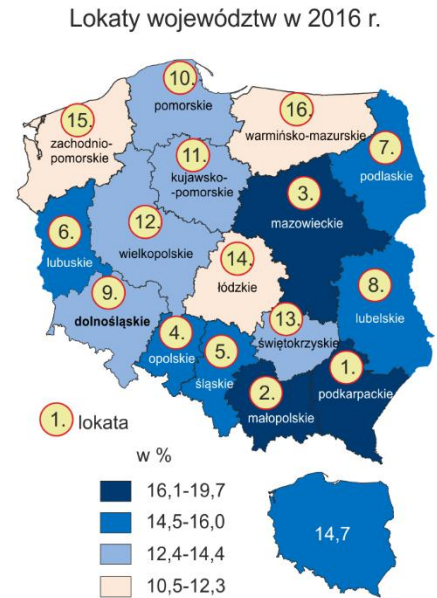 Lokaty województw w 2016 r.
10.
pomorskie
15.
zachodnio-
pomorskie
16.
warmińsko-mazurskie
11.
kujawsko-
-pomorskie
7.
podlaskie
3.
mazowieckie
12.
wielkopolskie
6.
lubuskie
14.
łódzkie
9.
dolnośląskie
8.
lubelskie
13.
świętokrzyskie
4.
opolskie
5.
śląskie
1.
podkarpackie
2.
małopolskie
1. lokata
w %
16,1-19,7
14,5-16,0
12,4-14,4
10,5-12,3
14,7